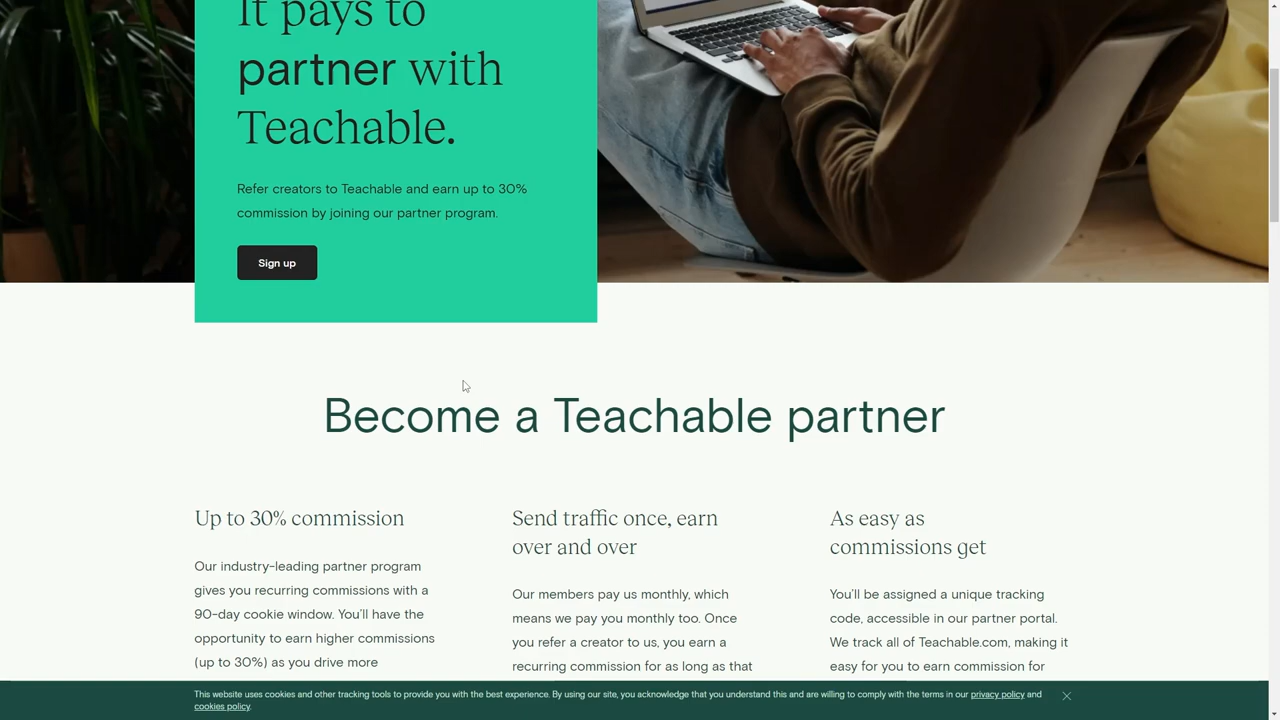 It pays to
partner with
Teachable.
Refer creators to Teachable and earn up to 30%
commission by joining our partner program.
Sign up
Become a Teachable partner
Up to 30% commission
Our industry-leading partner program
gives you recurring commissions with a
90-day cookie window. You'll have the
opportunity to earn higher commissions
(up to 30%) as you drive more
Send traffic once, earn
over and over
Our members pay us monthly, which
means we pay you monthly too. Once
you refer a creator to us, you earn a
recurring commission for as long as that
As easy as
commissions get
You'll be assigned a unique tracking
code, accessible in our partner portal.
We track all of Teachable.com, making it
easy for you to earn commission for
This website uses cookies and other tracking tools to provide you with the best experience. By using our site, you acknowledge that you understand this and are willing to comply with the terms in our privacy policy and
cookies policy.